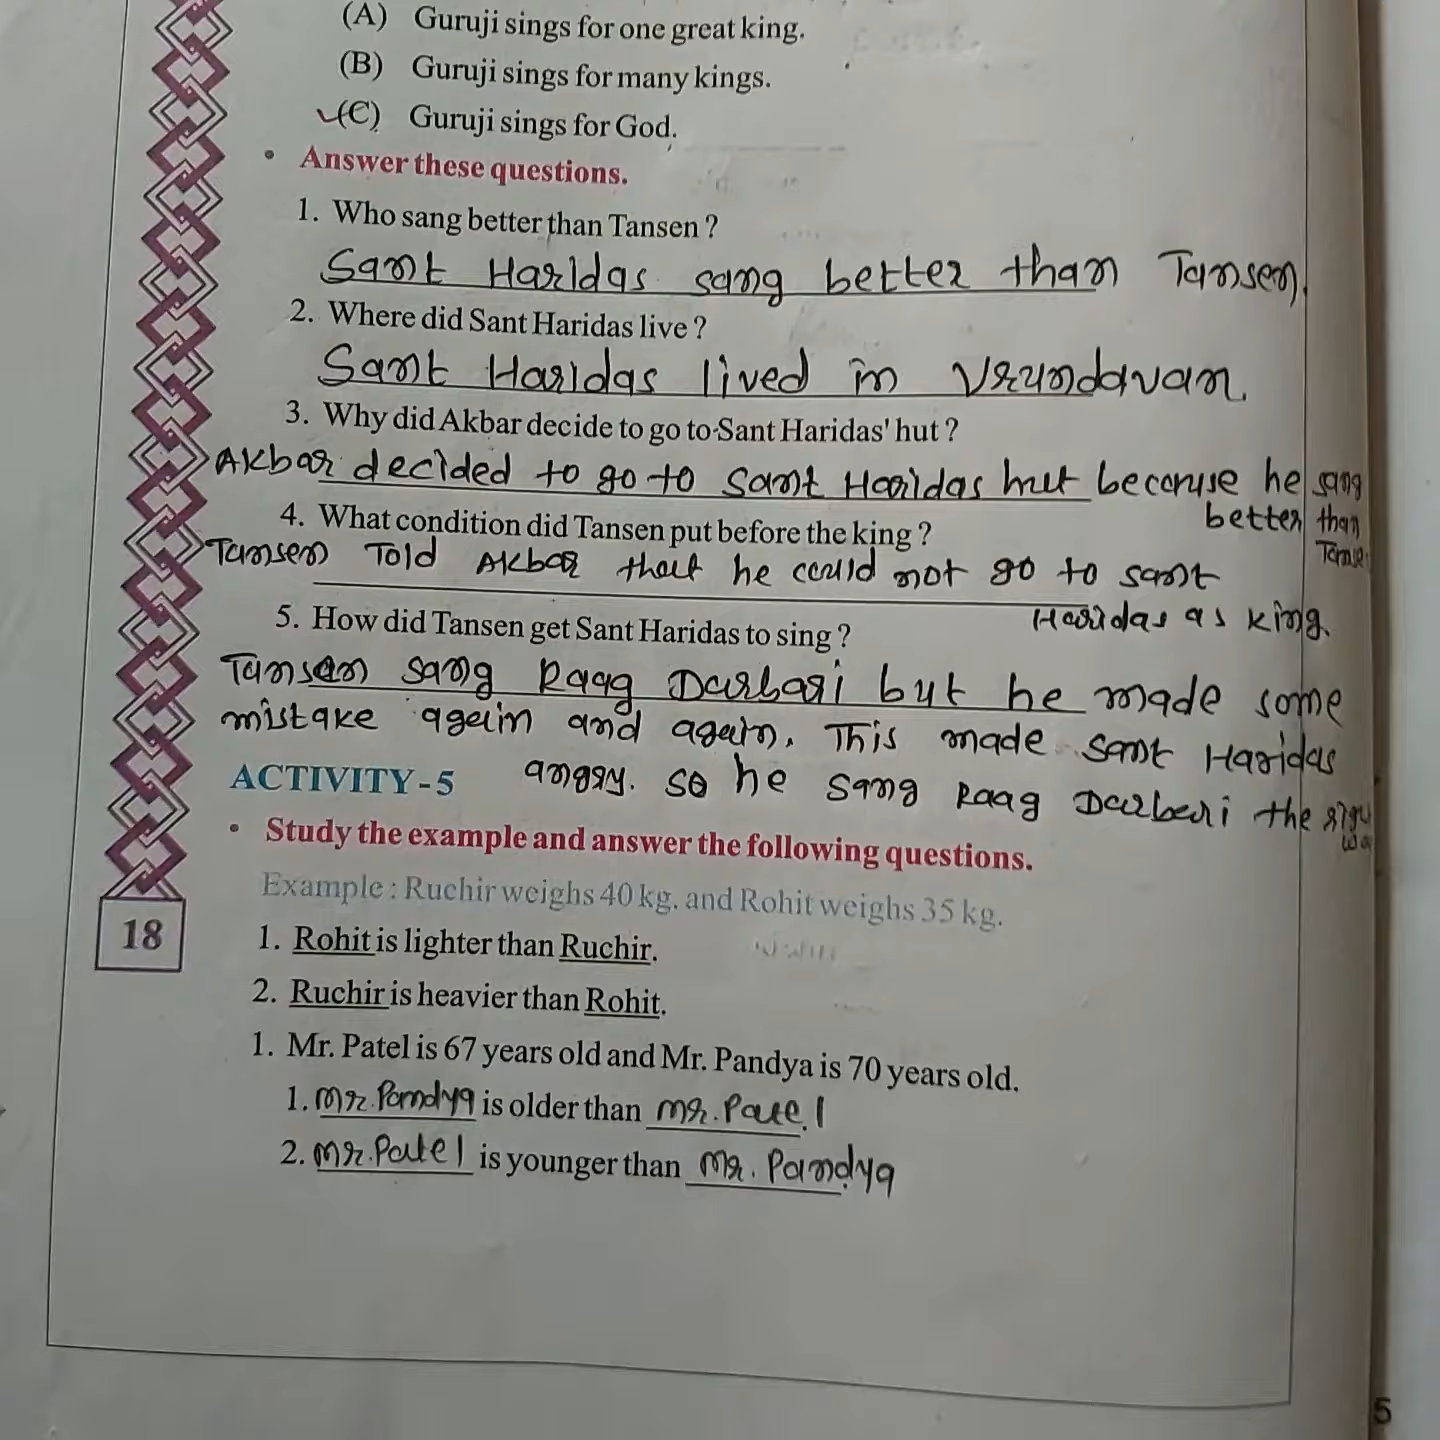 (A) Guruji sings for one great king.
(B) Guruji sings for many kings.
(C) Guruji sings for God.
• Answer these questions.
1. Who sang better than Tansen ?
Sant Haridas sang better than Tansen.
2. Where did Sant Haridas live ?
Sant Haridas lived in Vrundavan.
3. Why did Akbar decide to go to Sant Haridas' hut ?
Akbar decided to go to Sant Haridas hut because he sang
better than
4. What condition did Tansen put before the king ?
Tansen Told Akbar that he could not go to sant
Haridas as king.
5. How did Tansen get Sant Haridas to sing ?
Tansen sang Raag Darbari but he made some
mistake again and again. This made sant Haridas
angry. so he sang Raag Darbari the
ACTIVITY-5
• Study the example and answer the following questions.
Example : Ruchir weighs 40 kg. and Rohit weighs 35 kg.
1. Rohit is lighter than Ruchir.
2. Ruchir is heavier than Rohit.
1. Mr. Patel is 67 years old and Mr. Pandya is 70 years old.
1. Mr. Pandya is older than Mr. Patel.
2. Mr. Patel is younger than Mr. Pandya.
18
5